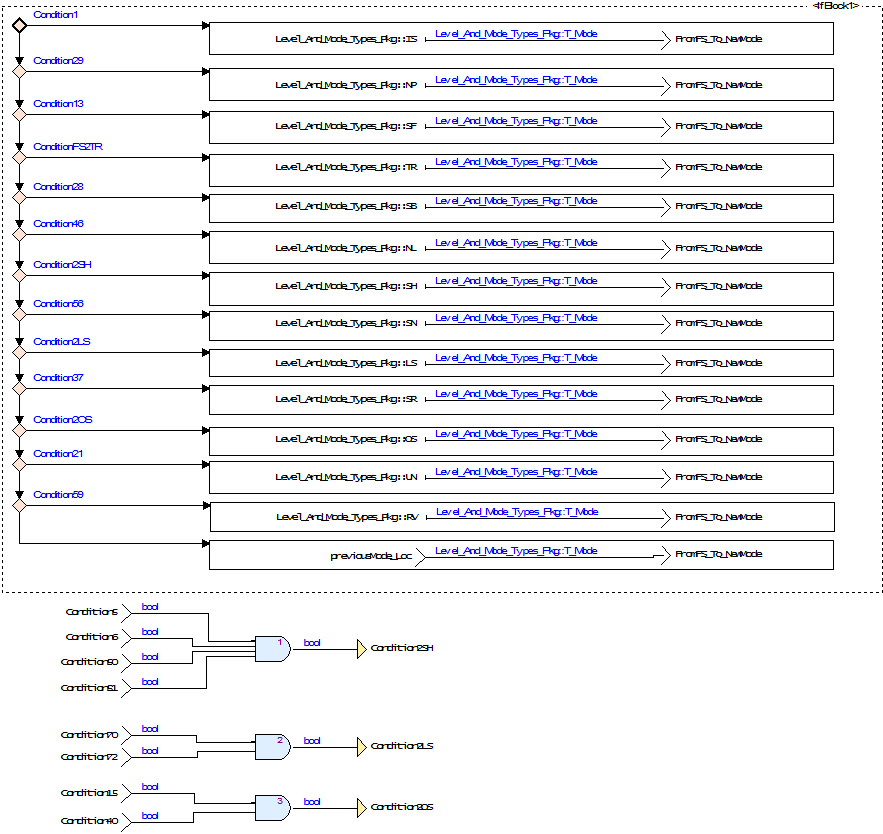 <IfBlock1>
Condition1
Level_And_Mode_Types_Pkg::IS Level_And_Mode_Types_Pkg::T_Mode FromFS_To_NewMode
Condition29
Level_And_Mode_Types_Pkg::NP Level_And_Mode_Types_Pkg::T_Mode FromFS_To_NewMode
Condition13
Level_And_Mode_Types_Pkg::SF Level_And_Mode_Types_Pkg::T_Mode FromFS_To_NewMode
ConditionFS2TR
Level_And_Mode_Types_Pkg::TR Level_And_Mode_Types_Pkg::T_Mode FromFS_To_NewMode
Condition28
Level_And_Mode_Types_Pkg::SB Level_And_Mode_Types_Pkg::T_Mode FromFS_To_NewMode
Condition46
Level_And_Mode_Types_Pkg::NL Level_And_Mode_Types_Pkg::T_Mode FromFS_To_NewMode
Condition2SH
Level_And_Mode_Types_Pkg::SH Level_And_Mode_Types_Pkg::T_Mode FromFS_To_NewMode
Condition56
Level_And_Mode_Types_Pkg::SN Level_And_Mode_Types_Pkg::T_Mode FromFS_To_NewMode
Condition2LS
Level_And_Mode_Types_Pkg::LS Level_And_Mode_Types_Pkg::T_Mode FromFS_To_NewMode
Condition37
Level_And_Mode_Types_Pkg::SR Level_And_Mode_Types_Pkg::T_Mode FromFS_To_NewMode
Condition2OS
Level_And_Mode_Types_Pkg::OS Level_And_Mode_Types_Pkg::T_Mode FromFS_To_NewMode
Condition21
Level_And_Mode_Types_Pkg::UN Level_And_Mode_Types_Pkg::T_Mode FromFS_To_NewMode
Condition59
Level_And_Mode_Types_Pkg::RV Level_And_Mode_Types_Pkg::T_Mode FromFS_To_NewMode
previousMode_Loc Level_And_Mode_Types_Pkg::T_Mode FromFS_To_NewMode
Condition5 bool
Condition6 bool
1 bool Condition2SH
Condition50 bool
Condition51 bool
Condition70 bool
2 bool Condition2LS
Condition72 bool
Condition15 bool
3 bool Condition2OS
Condition40 bool